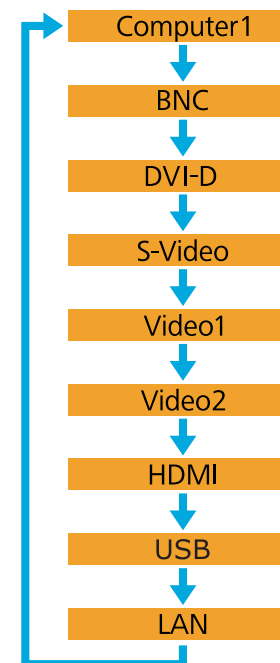 Computer1
BNC
DVI-D
S-Video
Video1
Video2
HDMI
USB
LAN